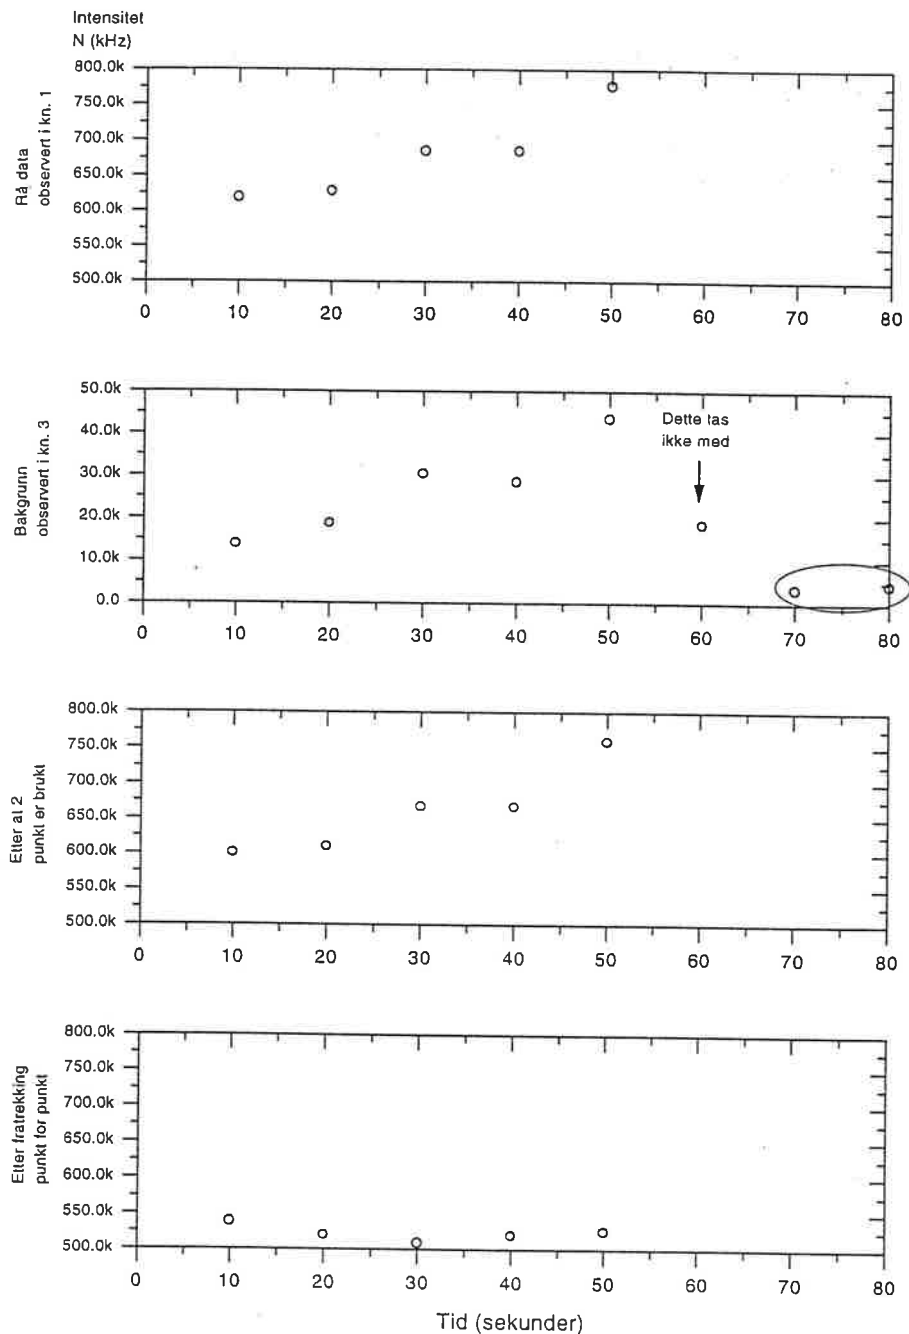 Intensitet
N (kHz)
Rå data
observert i kn. 1
800.0k
750.0k
700.0k
650.0k
600.0k
550.0k
500.0k
0 10 20 30 40 50 60 70 80
Bakgrunn
observert i kn. 3
50.0k
40.0k
30.0k
20.0k
10.0k
0.0
Dette tas
ikke med
0 10 20 30 40 50 60 70 80
Etter at 2
punkt er brukt
800.0k
750.0k
700.0k
650.0k
600.0k
550.0k
500.0k
0 10 20 30 40 50 60 70 80
Etter fratrekking
punkt for punkt
800.0k
750.0k
700.0k
650.0k
600.0k
550.0k
500.0k
0 10 20 30 40 50 60 70 80
Tid (sekunder)